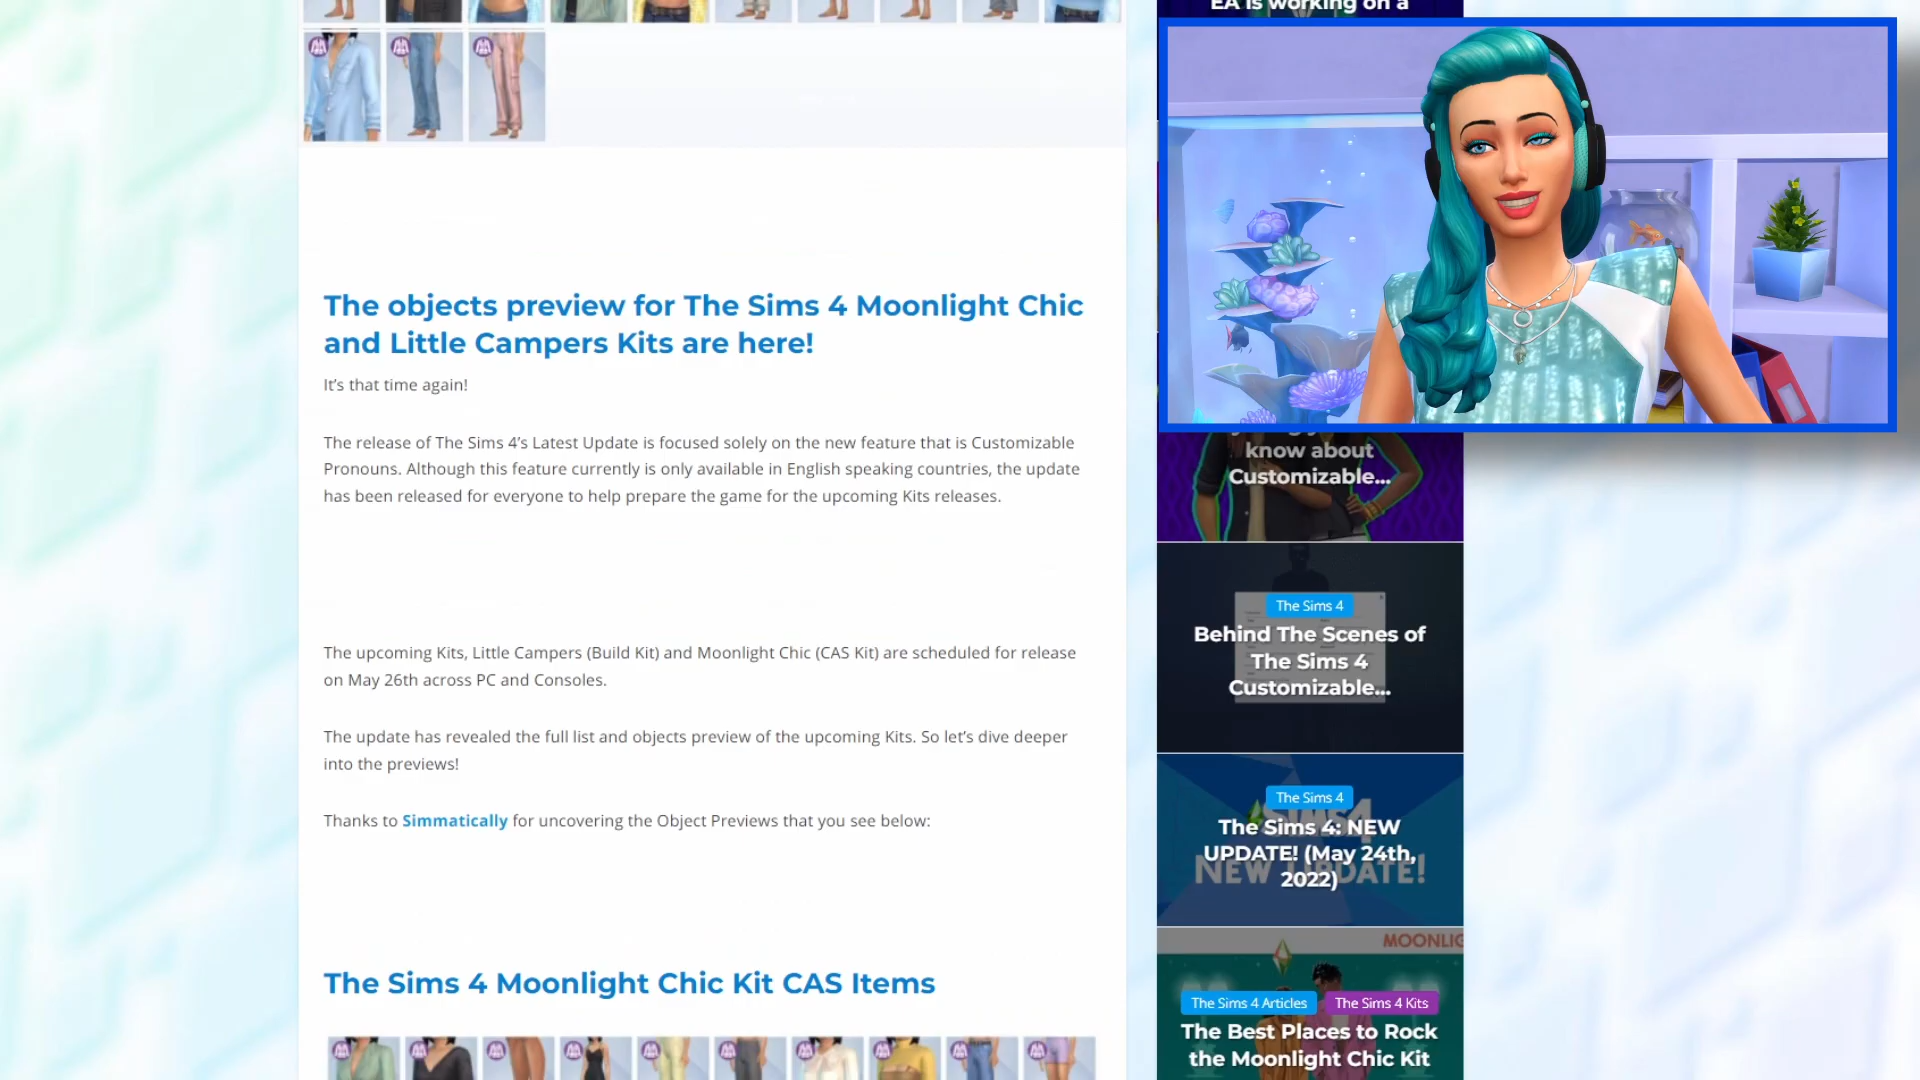 EA is working on a
The objects preview for The Sims 4 Moonlight Chic
and Little Campers Kits are here!
It's that time again!
The release of The Sims 4's Latest Update is focused solely on the new feature that is Customizable
Pronouns. Although this feature currently is only available in English speaking countries, the update
has been released for everyone to help prepare the game for the upcoming Kits releases.
The upcoming Kits, Little Campers (Build Kit) and Moonlight Chic (CAS Kit) are scheduled for release
on May 26th across PC and Consoles.
The update has revealed the full list and objects preview of the upcoming Kits. So let's dive deeper
into the previews!
Thanks to Simmatically for uncovering the Object Previews that you see below:
The Sims 4 Moonlight Chic Kit CAS Items
know about
Customizable...
The Sims 4
Behind The Scenes of
The Sims 4
Customizable...
The Sims 4
SIMS 4
NEW UPDATE!
The Sims 4: NEW
UPDATE! (May 24th,
2022)
MOONLIG
The Sims 4 Articles
The Sims 4 Kits
The Best Places to Rock
the Moonlight Chic Kit